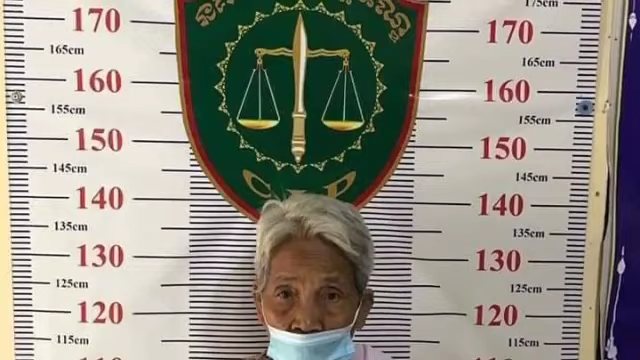 175cm
170 170
165cm 165cm
160 160
155cm 155cm
150 150
145cm 145cm
140 140
135cm 135cm
130 130
125cm 125cm
120 120
115cm 115cm